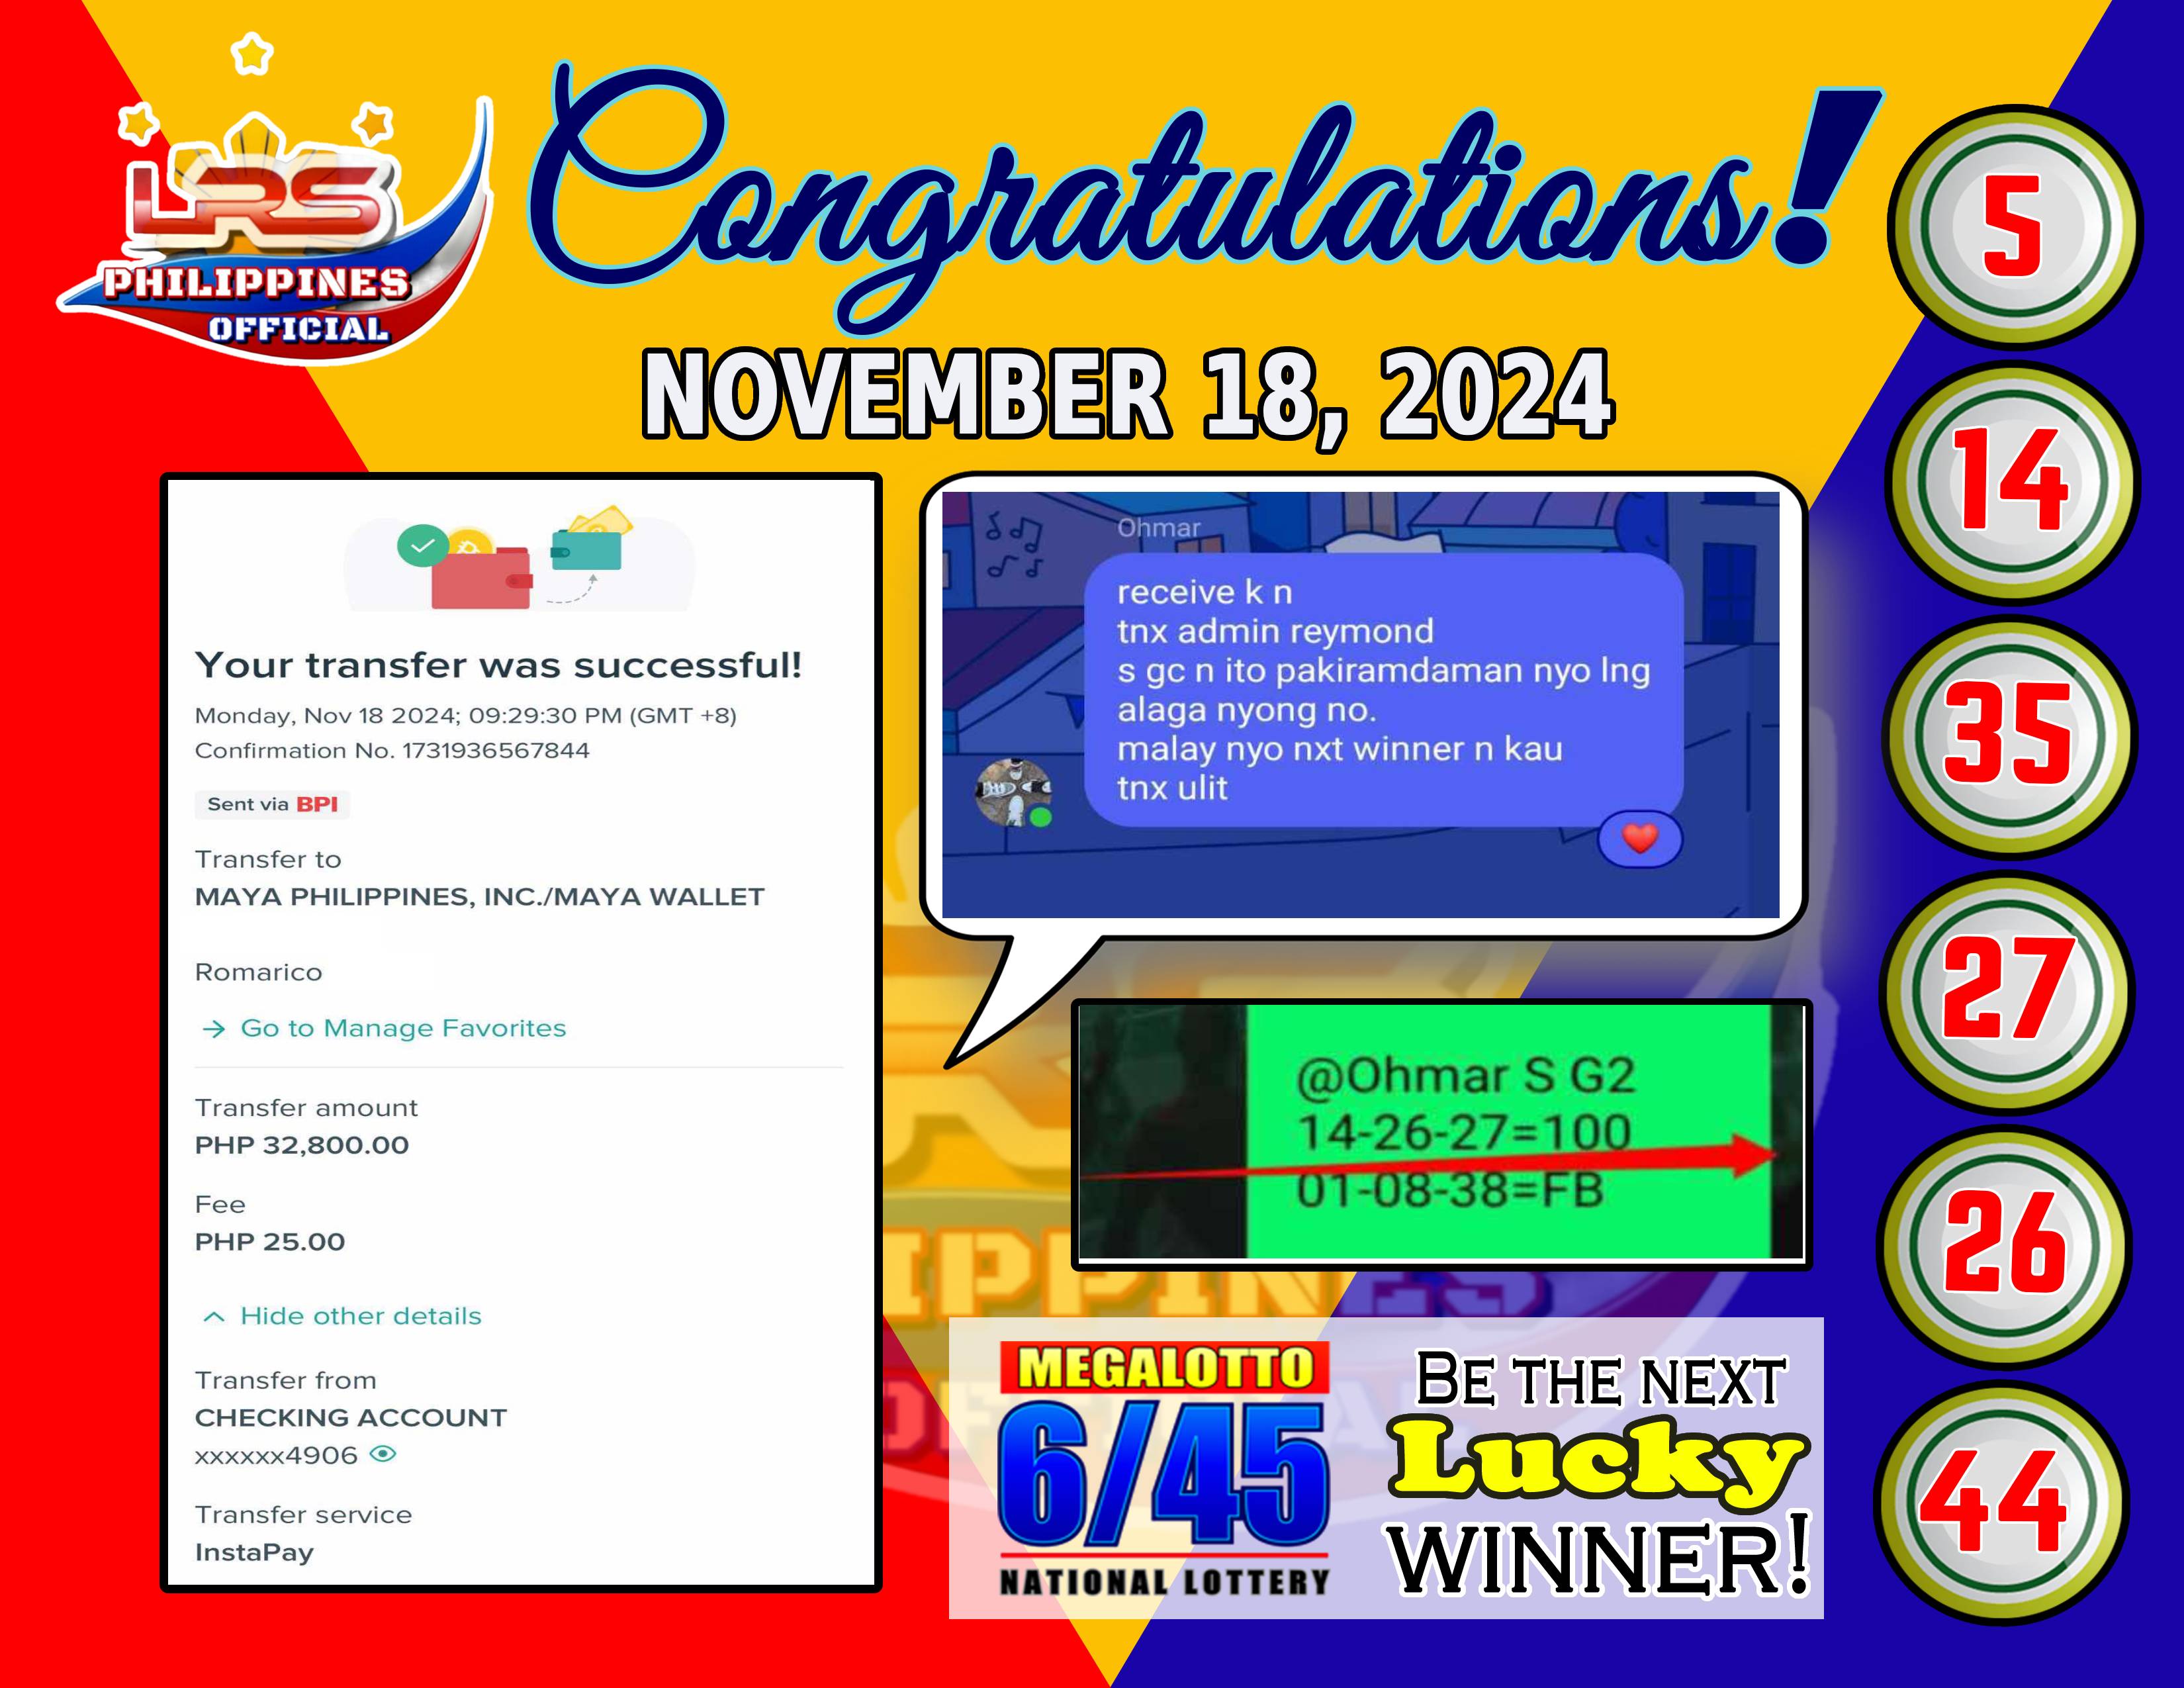 LRS
PHILIPPINES
OFFICIAL
Congratulations!
NOVEMBER 18, 2024
Your transfer was successful!
Monday, Nov 18 2024; 09:29:30 PM (GMT +8)
Confirmation No. 1731936567844
Sent via BPI
Transfer to
MAYA PHILIPPINES, INC./MAYA WALLET
Romarico
→ Go to Manage Favorites
Transfer amount
PHP 32,800.00
Fee
PHP 25.00
Hide other details
Transfer from
CHECKING ACCOUNT
xxxxxx4906
Transfer service
InstaPay
Ohmar
receive k n
tnx admin reymond
s gc n ito pakiramdaman nyo lng
alaga nyong no.
malay nyo nxt winner n kau
tnx ulit
@Ohmar S G2
14-26-27=100
01-08-38=FB
MEGALOTTO
6/45
NATIONAL LOTTERY
BE THE NEXT
Lucky
WINNER!
5
14
35
27
26
44